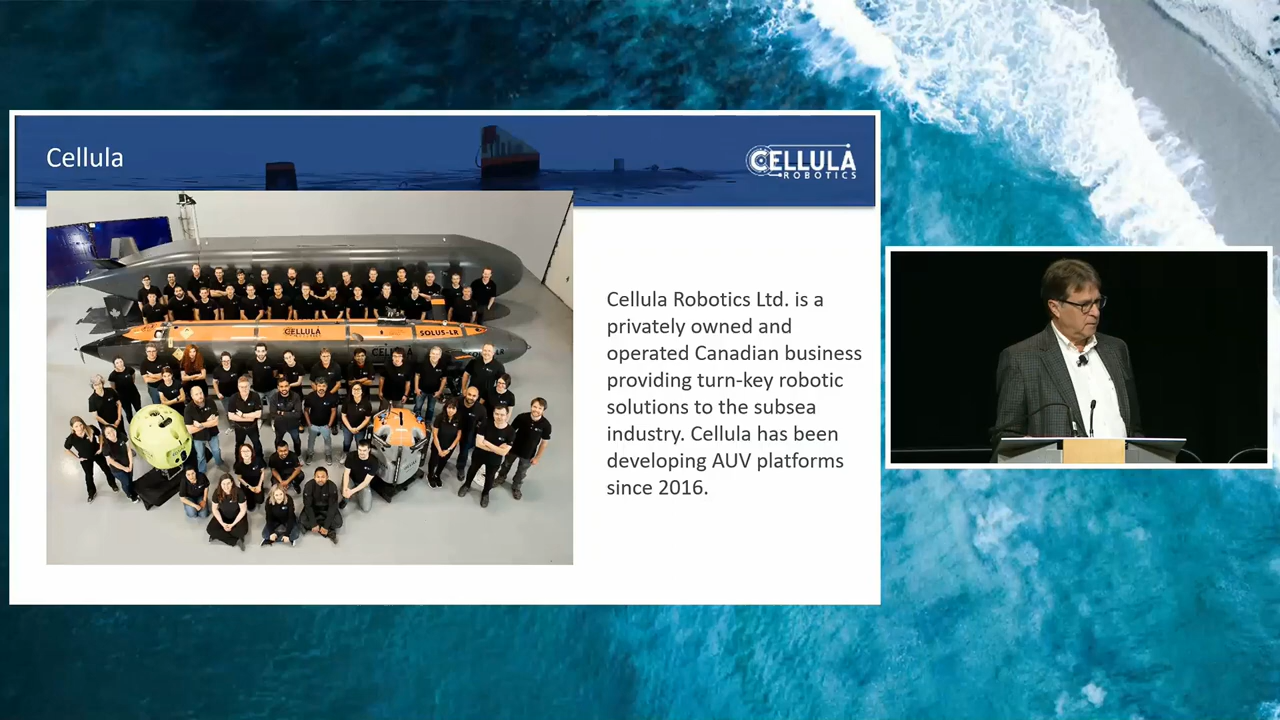 Cellula
CELLULA
ROBOTICS
CELLULA
SOLUS-LR
Cellula Robotics Ltd. is a
privately owned and
operated Canadian business
providing turn-key robotic
solutions to the subsea
industry. Cellula has been
developing AUV platforms
since 2016.